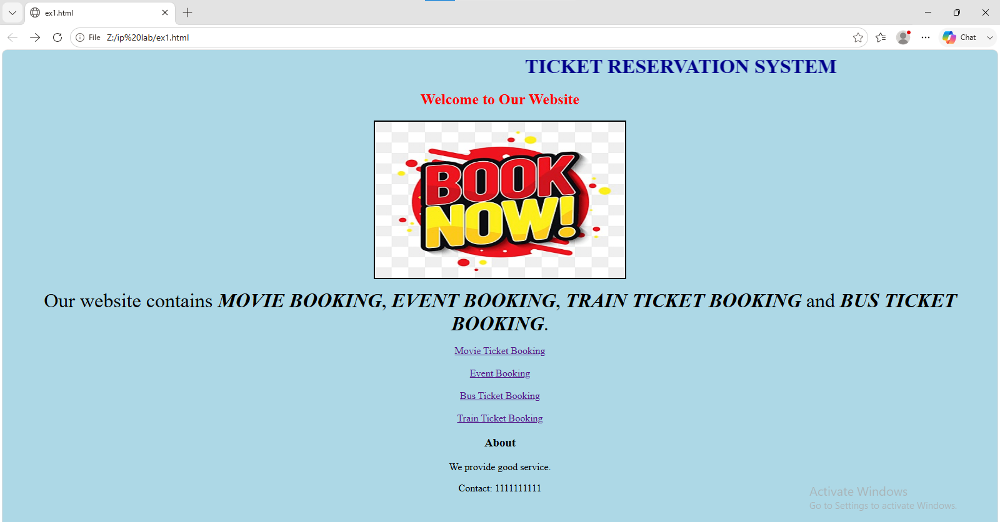 ex1.html
File Z:/ip%20lab/ex1.html
Chat
TICKET RESERVATION SYSTEM
Welcome to Our Website
BOOK
NOW!
Our website contains MOVIE BOOKING, EVENT BOOKING, TRAIN TICKET BOOKING and BUS TICKET
BOOKING.
Movie Ticket Booking
Event Booking
Bus Ticket Booking
Train Ticket Booking
About
We provide good service.
Contact: 1111111111
Activate Windows
Go to Settings to activate Windows.